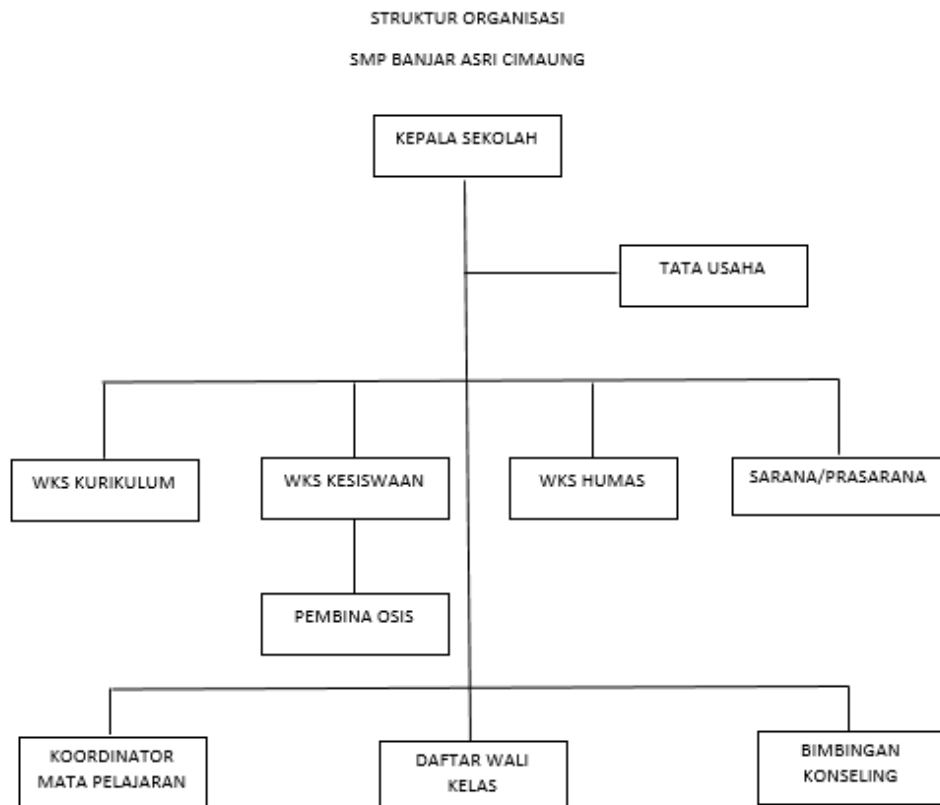 STRUKTUR ORGANISASI
SMP BANJAR ASRI CIMAUNG
KEPALA SEKOLAH
TATA USAHA
WKS KURIKULUM
WKS KESISWAAN
WKS HUMAS
SARANA/PRASARANA
PEMBINA OSIS
KOORDINATOR
MATA PELAJARAN
DAFTAR WALI
KELAS
BIMBINGAN
KONSELING